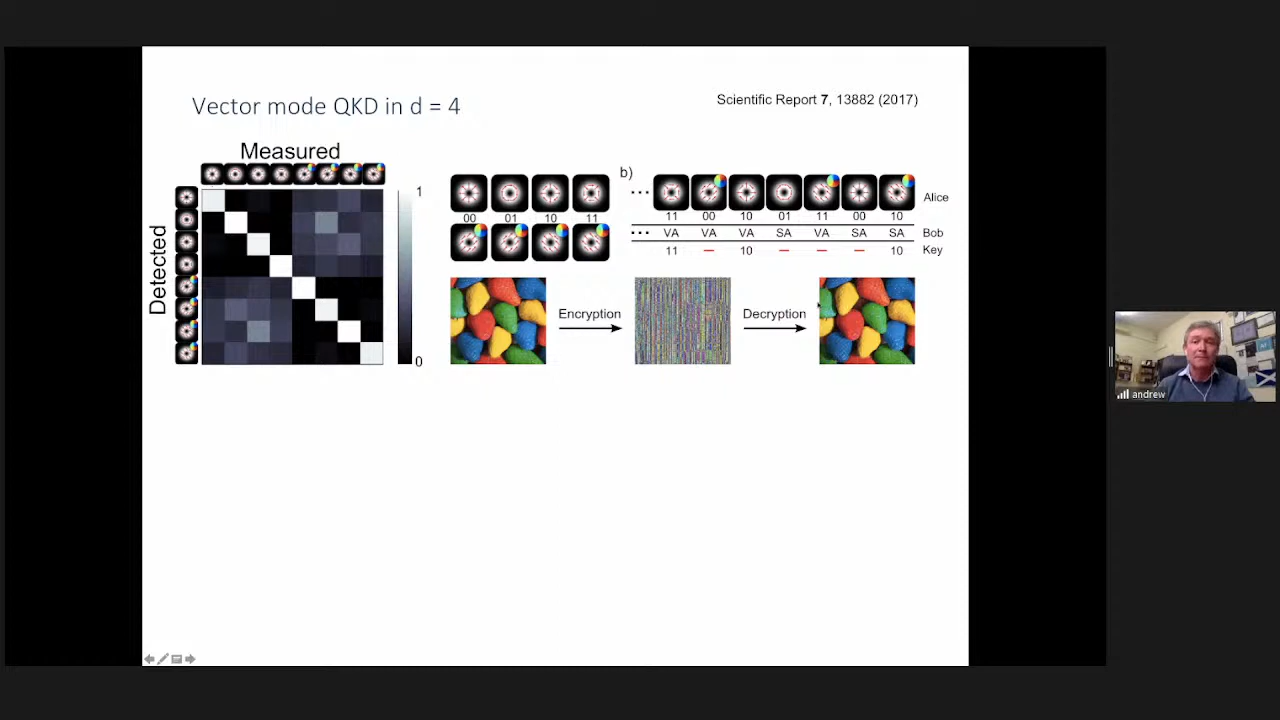 Vector mode QKD in d = 4
Scientific Report 7, 13882 (2017)
Measured
Detected
1
0
00 01 10 11
b)
... Alice
11 00 10 01 11 00 10
... VA VA VA SA VA SA SA Bob
11 — 10 — — — 10 Key
Encryption
Decryption
andrew